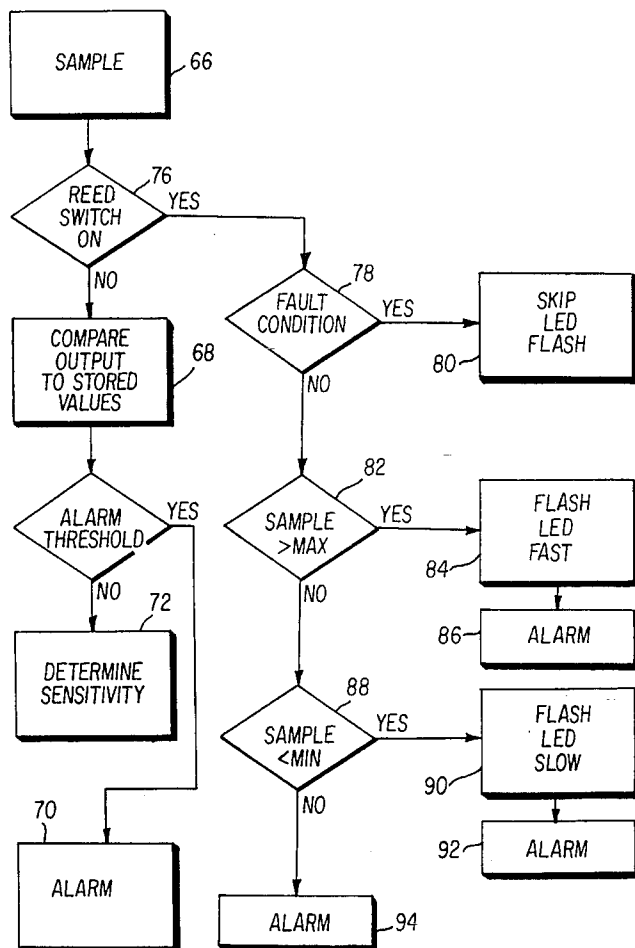 SAMPLE
66
REED
SWITCH
ON
76
YES
NO
COMPARE
OUTPUT
TO STORED
VALUES
68
ALARM
THRESHOLD
YES
NO
72
DETERMINE
SENSITIVITY
70
ALARM
78
FAULT
CONDITION
YES
NO
SKIP
LED
FLASH
80
82
SAMPLE
>MAX
YES
NO
FLASH
LED
FAST
84
86
ALARM
88
SAMPLE
<MIN
YES
NO
FLASH
LED
SLOW
90
92
ALARM
ALARM
94